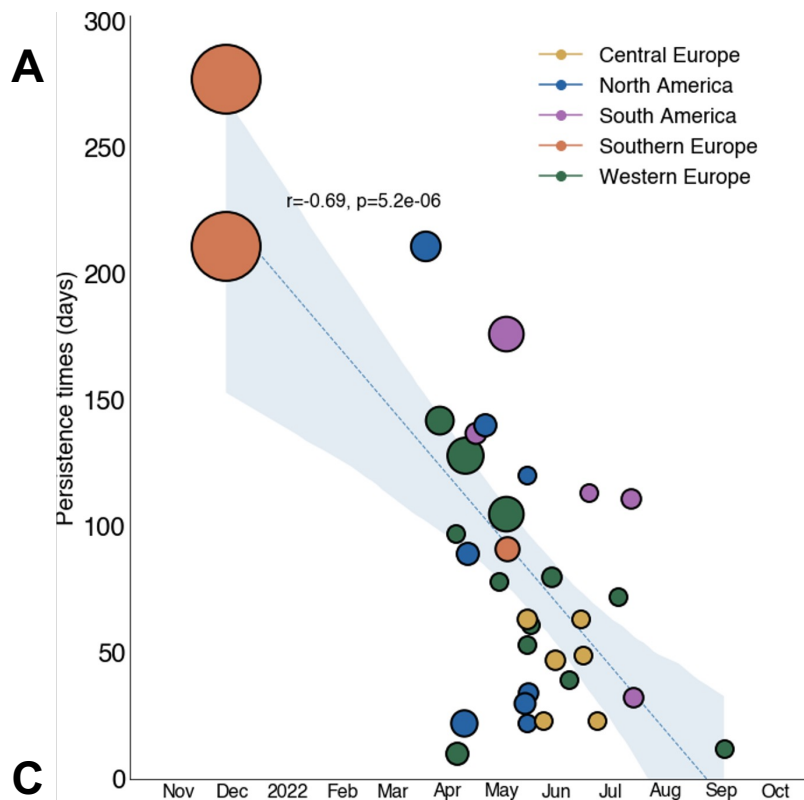 A
300
250
200
150
100
50
0
Persistence times (days)
Central Europe
North America
South America
Southern Europe
Western Europe
r=-0.69, p=5.2e-06
C
Nov Dec 2022 Feb Mar Apr May Jun Jul Aug Sep Oct